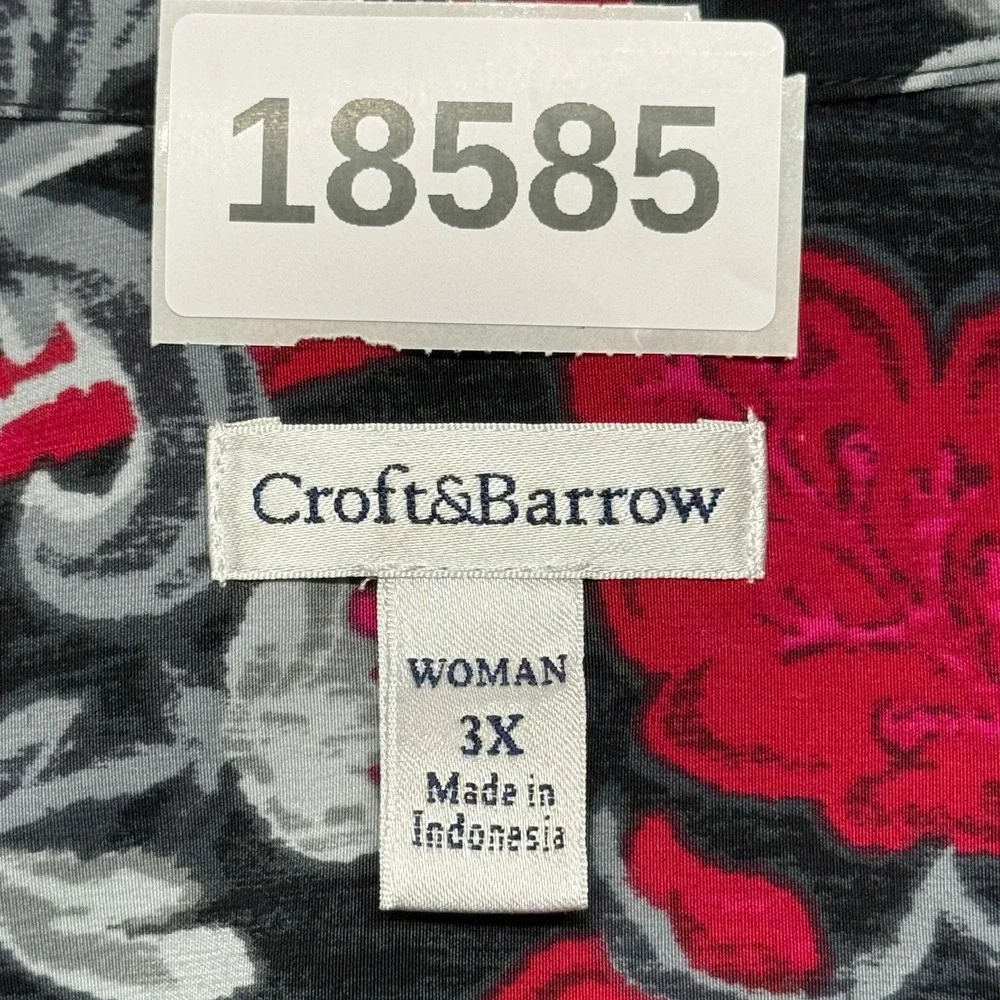 18585
Croft&Barrow
WOMAN
3X
Made in
Indonesia